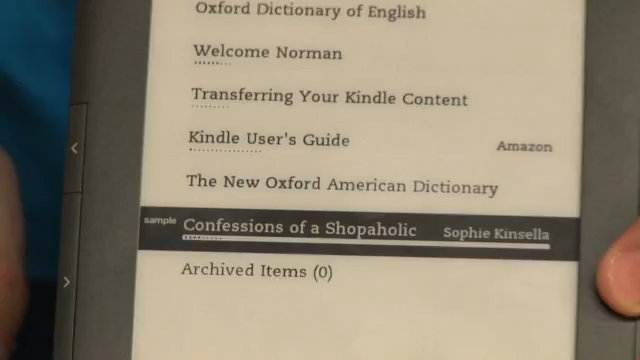 Oxford Dictionary of English
Welcome Norman
Transferring Your Kindle Content
Kindle User's Guide Amazon
The New Oxford American Dictionary
sample Confessions of a Shopaholic Sophie Kinsella
Archived Items (0)